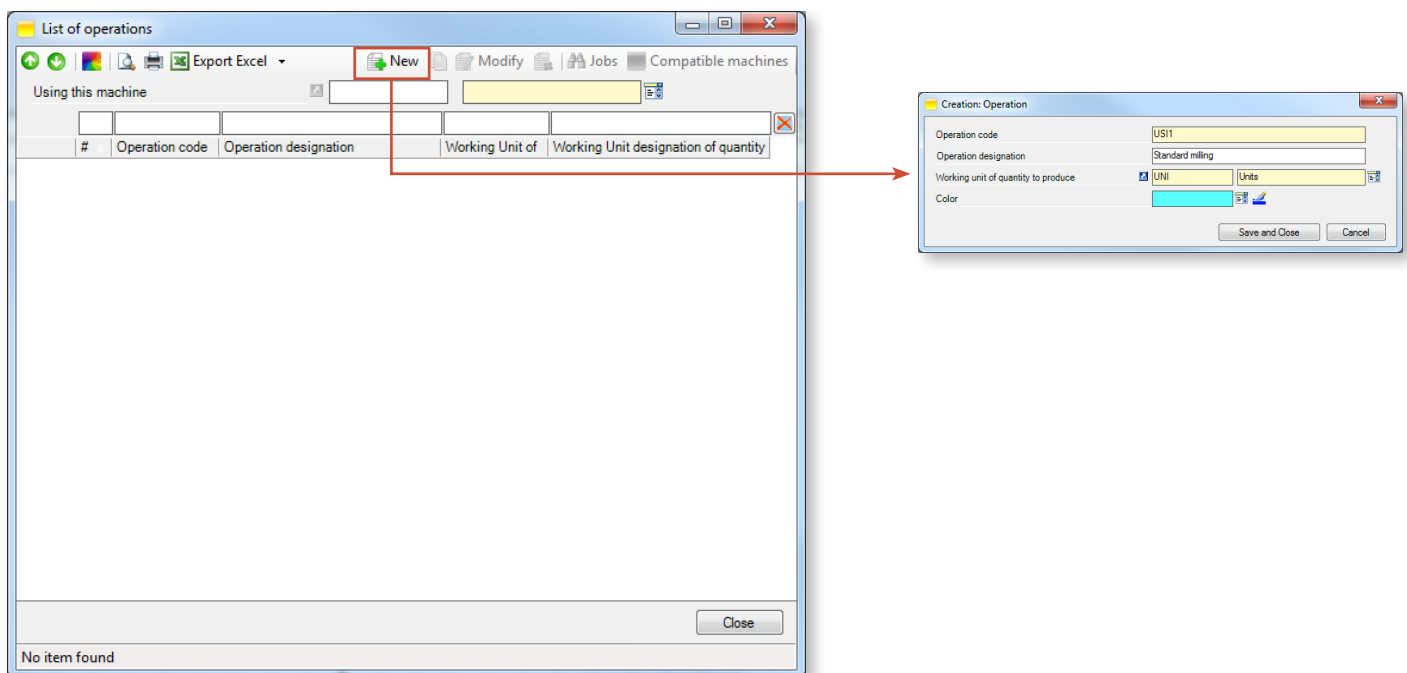 List of operations
Export Excel New Modify Jobs Compatible machines
Using this machine
# Operation code Operation designation Working Unit of Working Unit designation of quantity
Close
No item found
Creation: Operation
Operation code USI1
Operation designation Standard milling
Working unit of quantity to produce UNI Units
Color
Save and Close Cancel